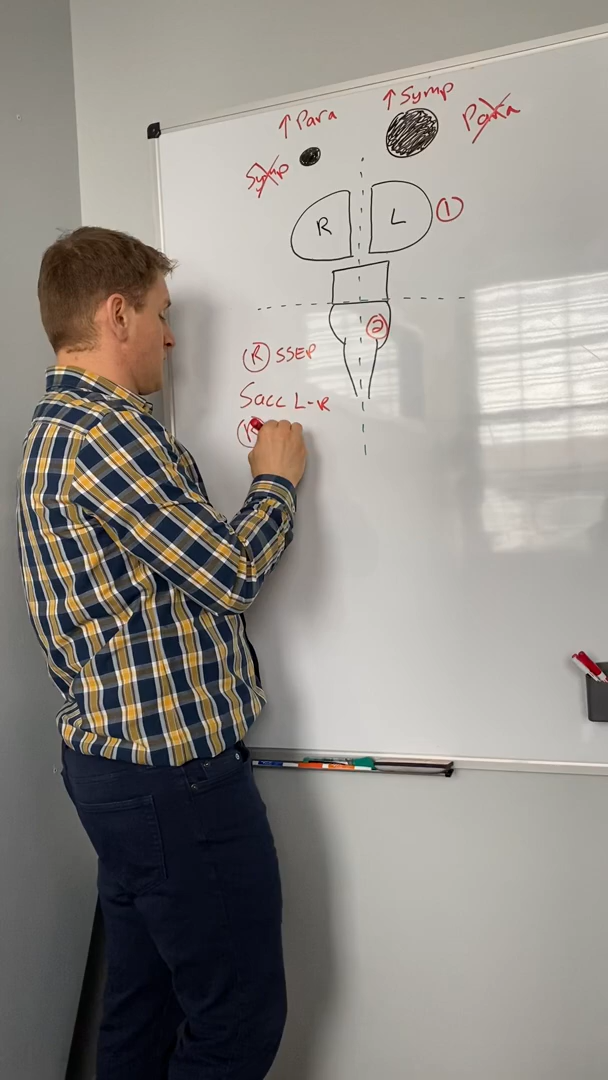 ↑Para
↑Symp
Symp
Para
R
L
①
②
Ⓡ SSEP
Sacc L-R